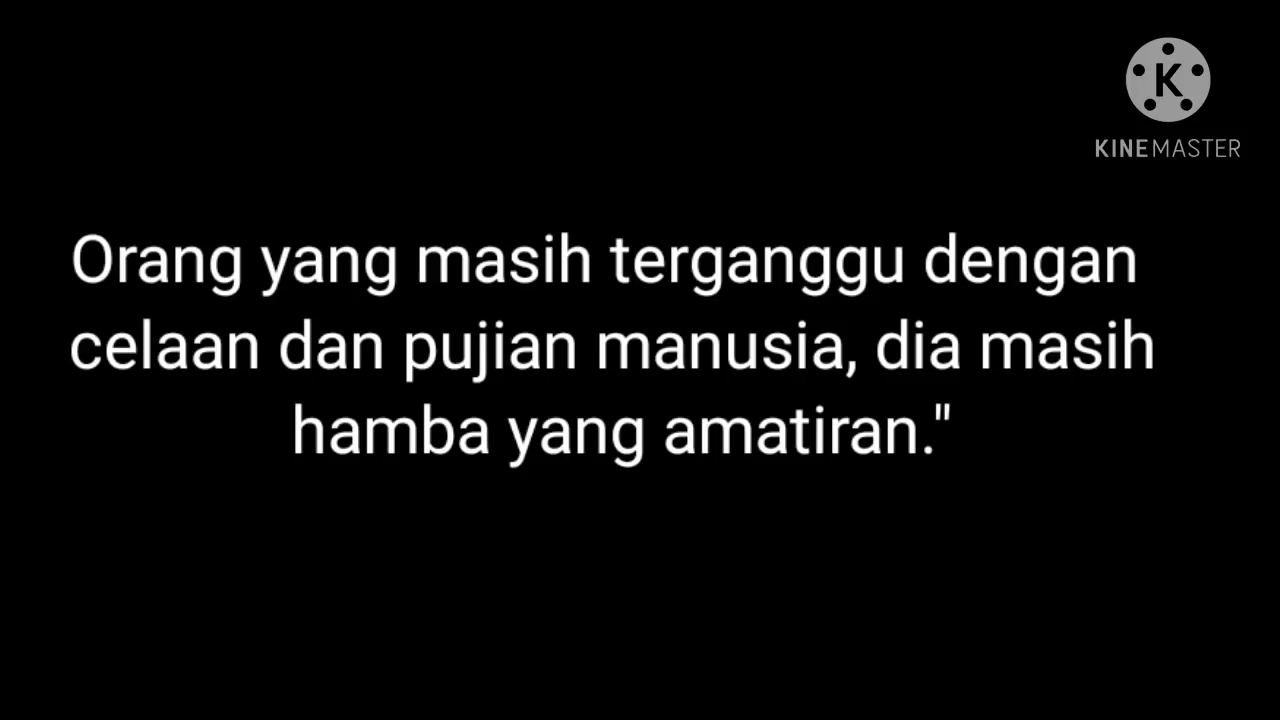 K
KINEMASTER
Orang yang masih terganggu dengan
celaan dan pujian manusia, dia masih
hamba yang amatiran."